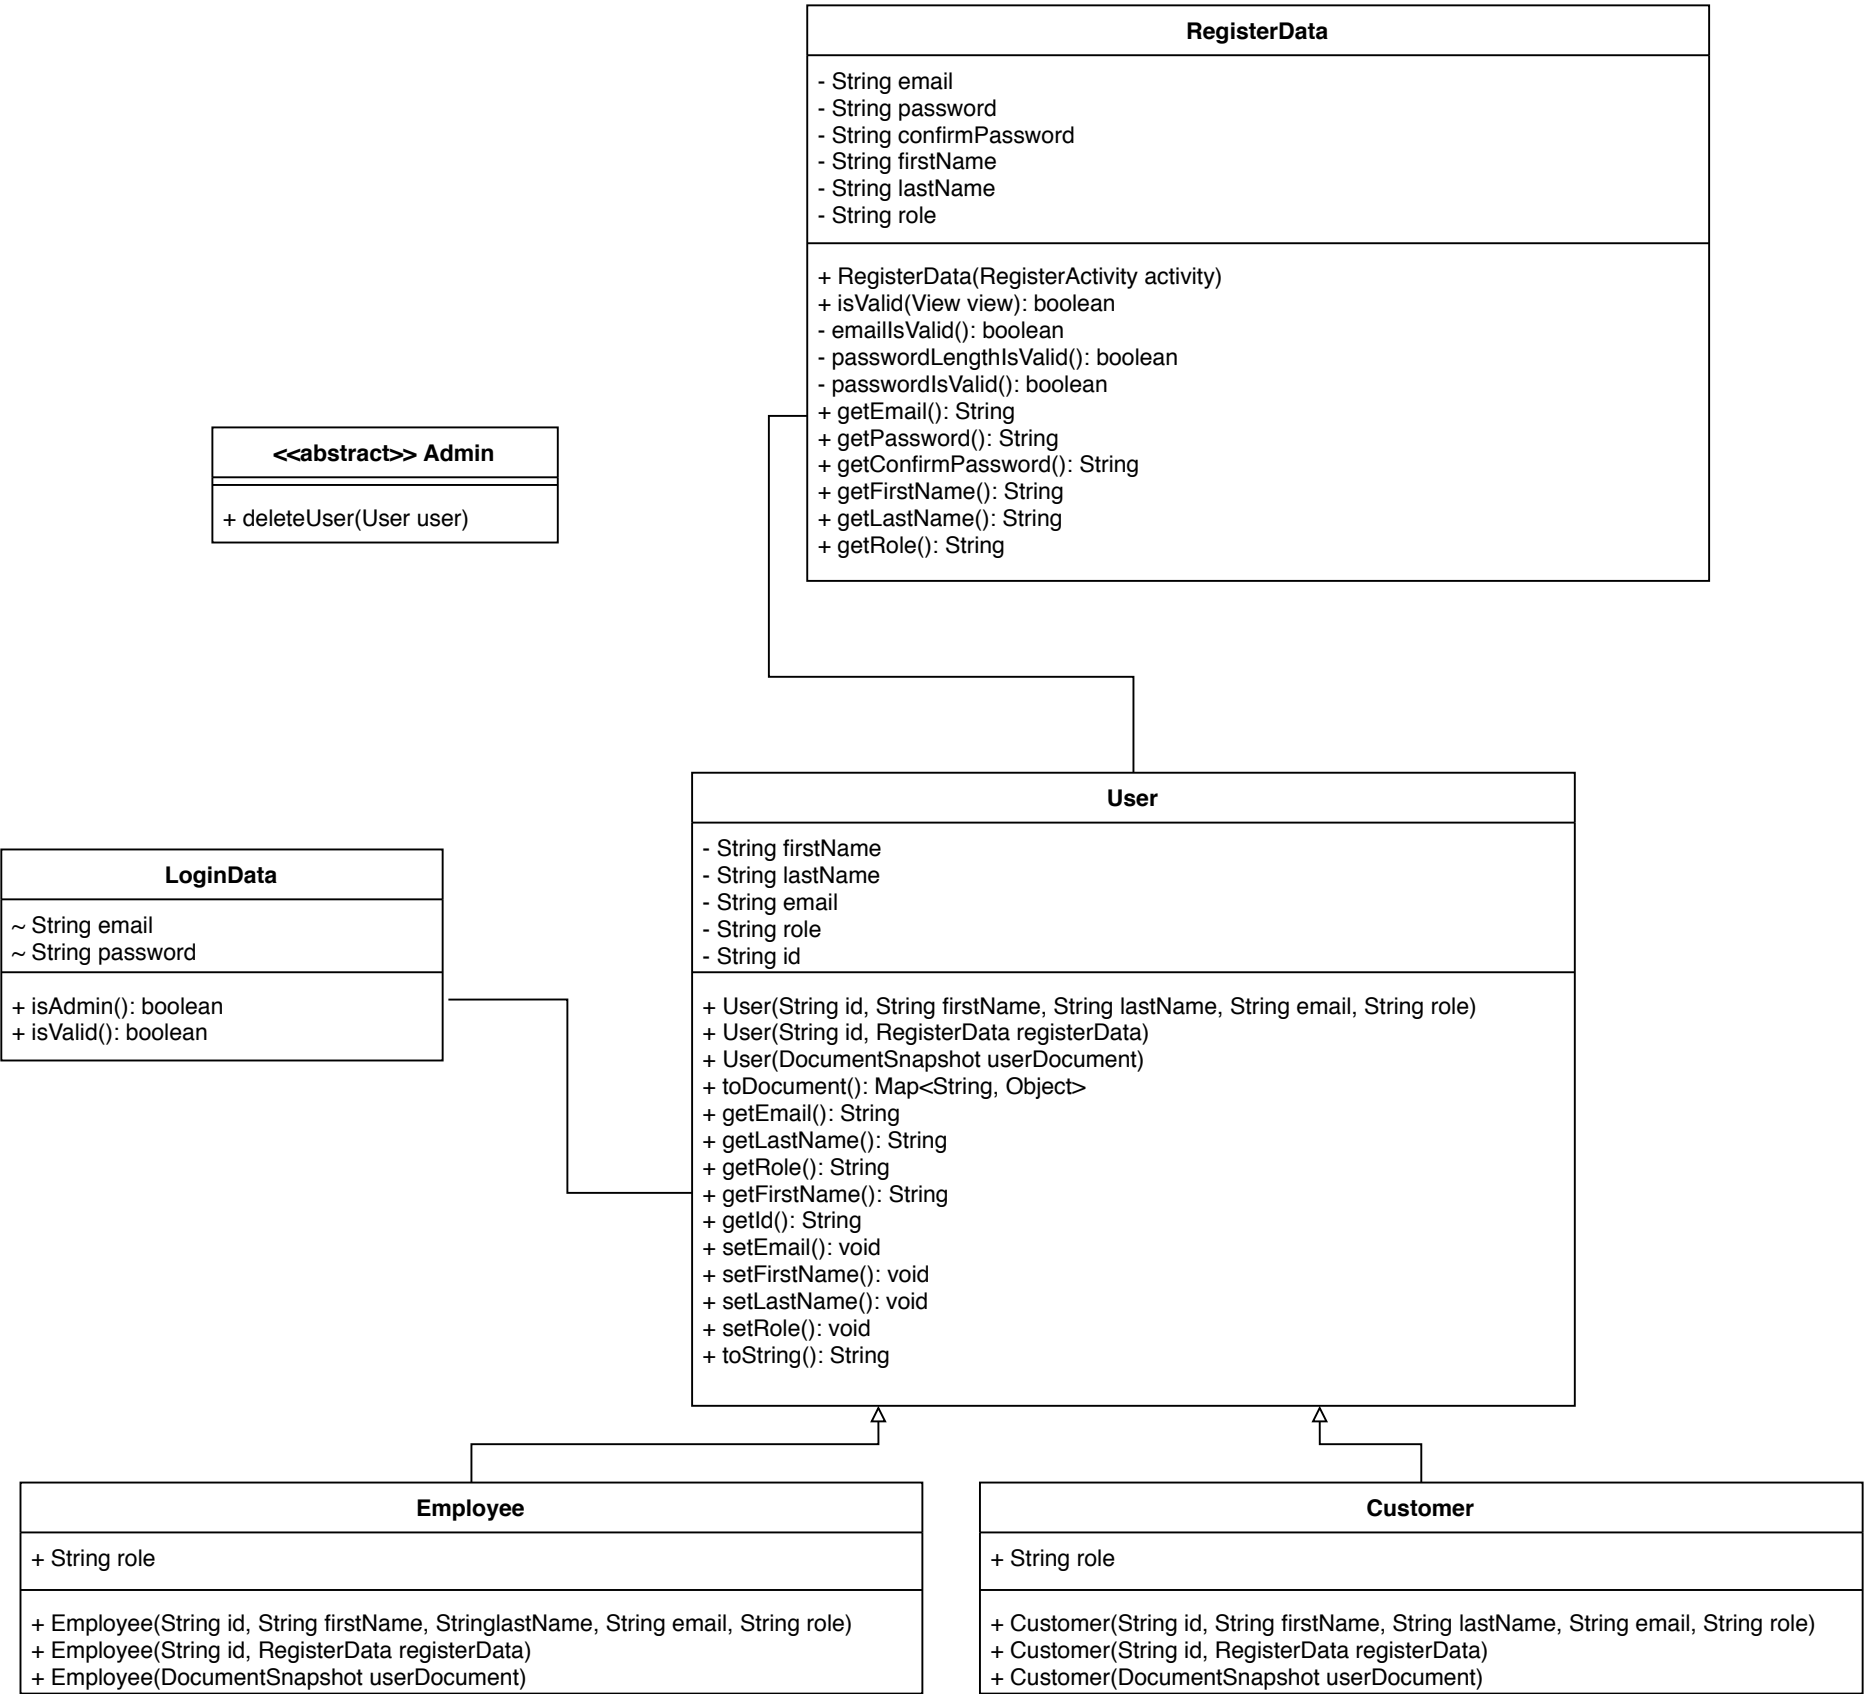 RegisterData
- String email
- String password
- String confirmPassword
- String firstName
- String lastName
- String role
+ RegisterData(RegisterActivity activity)
+ isValid(View view): boolean
- emailIsValid(): boolean
- passwordLengthIsValid(): boolean
- passwordIsValid(): boolean
+ getEmail(): String
+ getPassword(): String
+ getConfirmPassword(): String
+ getFirstName(): String
+ getLastName(): String
+ getRole(): String
<<abstract>> Admin
+ deleteUser(User user)
User
- String firstName
- String lastName
- String email
- String role
- String id
+ User(String id, String firstName, String lastName, String email, String role)
+ User(String id, RegisterData registerData)
+ User(DocumentSnapshot userDocument)
+ toDocument(): Map<String, Object>
+ getEmail(): String
+ getLastName(): String
+ getRole(): String
+ getFirstName(): String
+ getId(): String
+ setEmail(): void
+ setFirstName(): void
+ setLastName(): void
+ setRole(): void
+ toString(): String
LoginData
~ String email
~ String password
+ isAdmin(): boolean
+ isValid(): boolean
Employee
+ String role
+ Employee(String id, String firstName, StringlastName, String email, String role)
+ Employee(String id, RegisterData registerData)
+ Employee(DocumentSnapshot userDocument)
Customer
+ String role
+ Customer(String id, String firstName, String lastName, String email, String role)
+ Customer(String id, RegisterData registerData)
+ Customer(DocumentSnapshot userDocument)